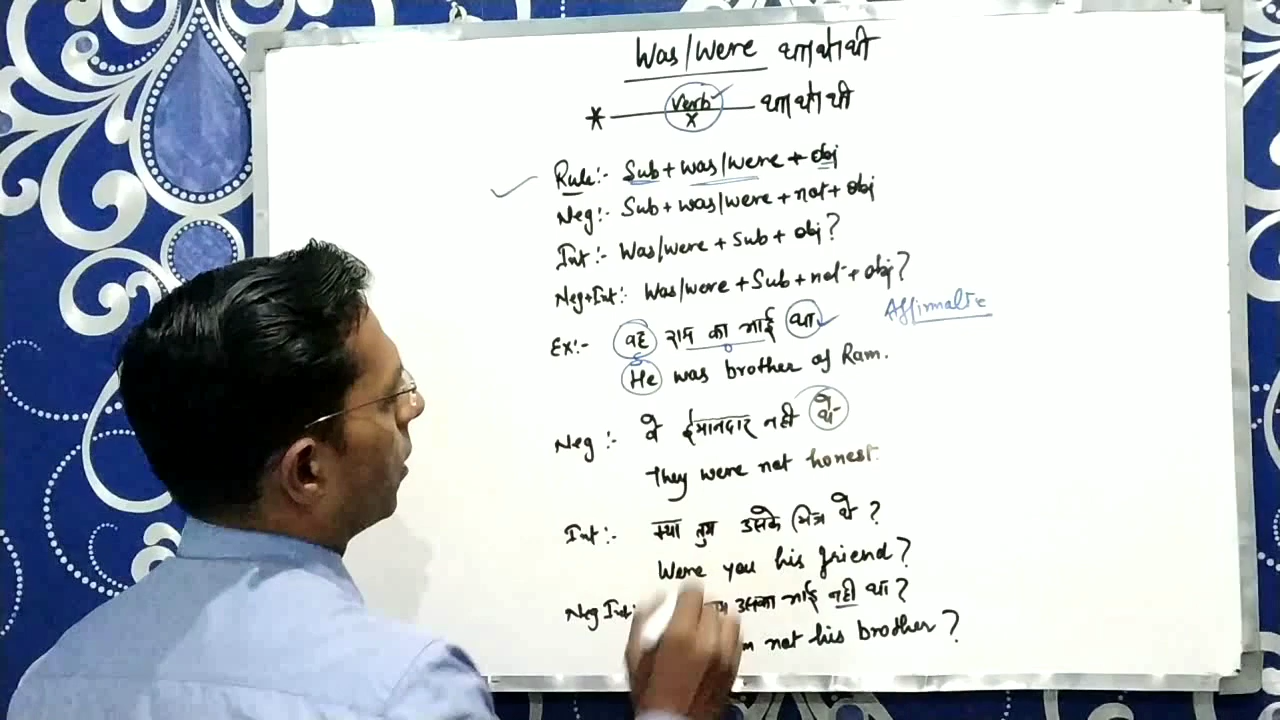 Was/Were था/थे/थी
* verb x था/थे/थी
Rule:- Sub + was/were + obj
Neg:- Sub + was/were + not + obj
Int:- Was/were + Sub + obj?
Neg+Int:- Was/were + Sub + not + obj?
Affirmative
Ex:- वह राम का भाई था
He was brother of Ram.
Neg:- वे ईमानदार नही थे
They were not honest.
Int:- क्या तुम उसके मित्र थे?
Were you his friend?
Neg Int:- उसका भाई नही था?
not his brother?